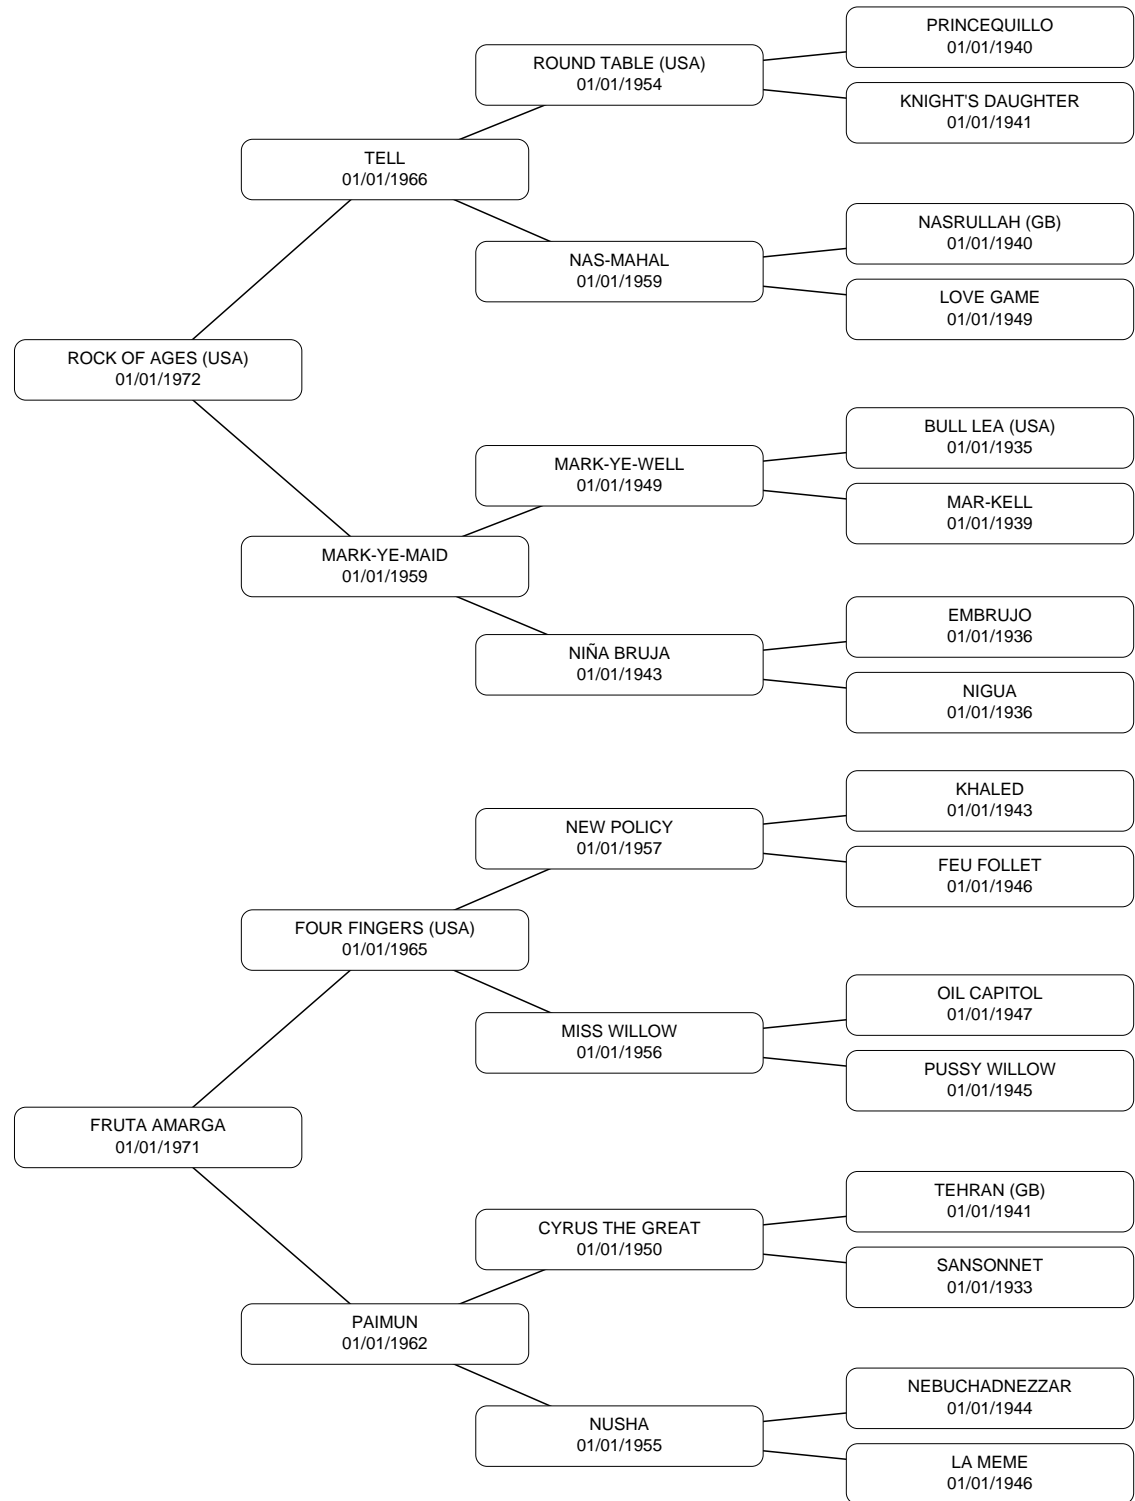 PRINCEQUILLO
01/01/1940
ROUND TABLE (USA)
01/01/1954
KNIGHT'S DAUGHTER
01/01/1941
TELL
01/01/1966
NASRULLAH (GB)
01/01/1940
NAS-MAHAL
01/01/1959
LOVE GAME
01/01/1949
ROCK OF AGES (USA)
01/01/1972
BULL LEA (USA)
01/01/1935
MARK-YE-WELL
01/01/1949
MAR-KELL
01/01/1939
MARK-YE-MAID
01/01/1959
EMBRUJO
01/01/1936
NIÑA BRUJA
01/01/1943
NIGUA
01/01/1936
KHALED
01/01/1943
NEW POLICY
01/01/1957
FEU FOLLET
01/01/1946
FOUR FINGERS (USA)
01/01/1965
OIL CAPITOL
01/01/1947
MISS WILLOW
01/01/1956
PUSSY WILLOW
01/01/1945
FRUTA AMARGA
01/01/1971
TEHRAN (GB)
01/01/1941
CYRUS THE GREAT
01/01/1950
SANSONNET
01/01/1933
PAIMUN
01/01/1962
NEBUCHADNEZZAR
01/01/1944
NUSHA
01/01/1955
LA MEME
01/01/1946